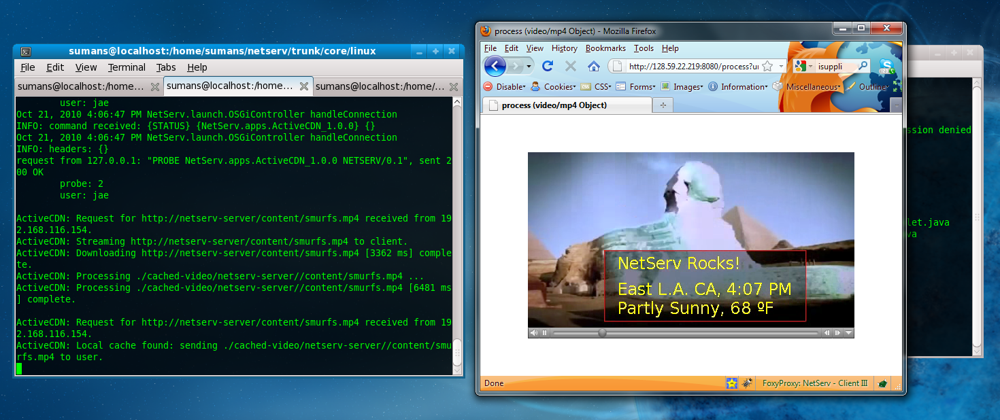 sumans@localhost:/home/sumans/netserv/trunk/core/linux
File Edit View Terminal Tabs Help
sumans@localhost:/home... sumans@localhost:/home... sumans@localhost:/home/...
user: jae
Oct 21, 2010 4:06:47 PM NetServ.launch.OSGiController handleConnection
INFO: command received: {STATUS} {NetServ.apps.ActiveCDN_1.0.0} {}
Oct 21, 2010 4:06:47 PM NetServ.launch.OSGiController handleConnection
INFO: headers: {}
request from 127.0.0.1: "PROBE NetServ.apps.ActiveCDN_1.0.0 NETSERV/0.1", sent 2
00 OK
probe: 2
user: jae
ActiveCDN: Request for http://netserv-server/content/smurfs.mp4 received from 19
2.168.116.154.
ActiveCDN: Streaming http://netserv-server/content/smurfs.mp4 to client.
ActiveCDN: Downloading http://netserv-server/content/smurfs.mp4 [3362 ms] comple
te.
ActiveCDN: Processing ./cached-video/netserv-server//content/smurfs.mp4 ...
ActiveCDN: Processing ./cached-video/netserv-server//content/smurfs.mp4 [6481 ms
] complete.
ActiveCDN: Request for http://netserv-server/content/smurfs.mp4 received from 19
2.168.116.154.
ActiveCDN: Local cache found: sending ./cached-video/netserv-server//content/smu
rfs.mp4 to user.
process (video/mp4 Object) - Mozilla Firefox
File Edit View History Bookmarks Tools Help
http://128.59.22.219:8080/process?ur isuppli
Disable Cookies CSS Forms Images Information Miscellaneous Outline
process (video/mp4 Object)
NetServ Rocks!
East L.A. CA, 4:07 PM
Partly Sunny, 68 ºF
Done FoxyProxy: NetServ - Client III
ssion denied
let.java
va